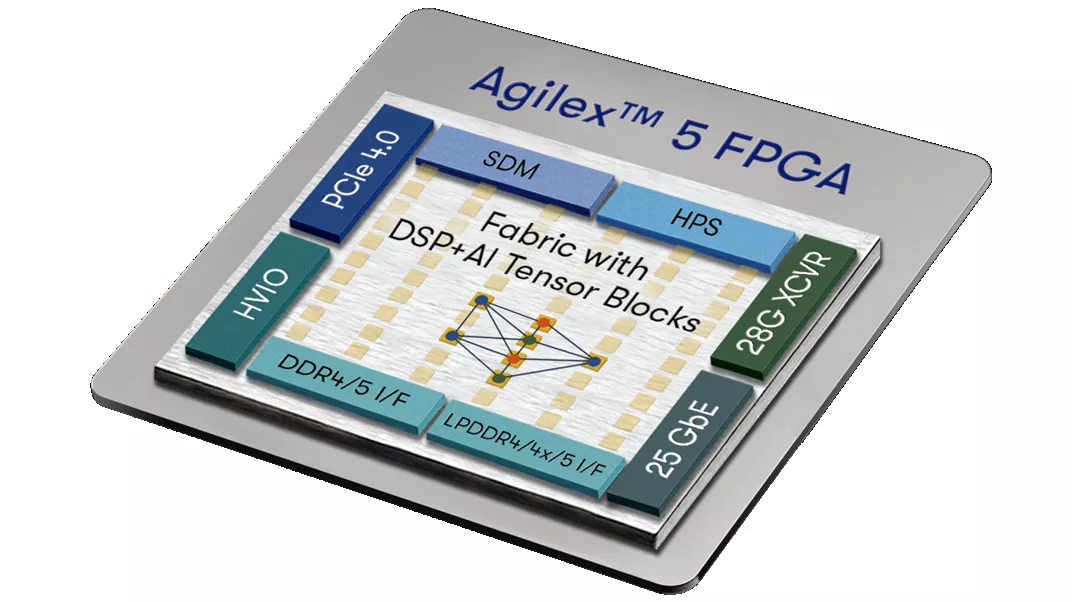 Agilex™ 5 FPGA
PCIe 4.0
SDM
HPS
Fabric with
DSP+AI Tensor Blocks
HVIO
28G XCVR
DDR4/5 I/F
LPDDR4/4x/5 I/F
25 GbE